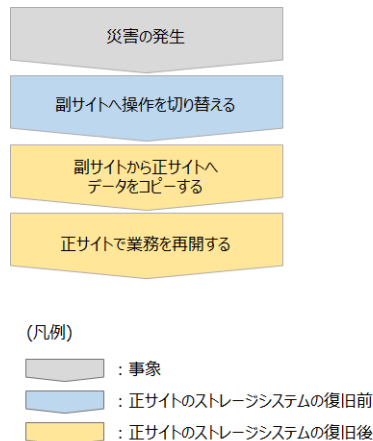 災害の発生
副サイトへ操作を切り替える
副サイトから正サイトへ
データをコピーする
正サイトで業務を再開する
(凡例)
：事象
：正サイトのストレージシステムの復旧前
：正サイトのストレージシステムの復旧後